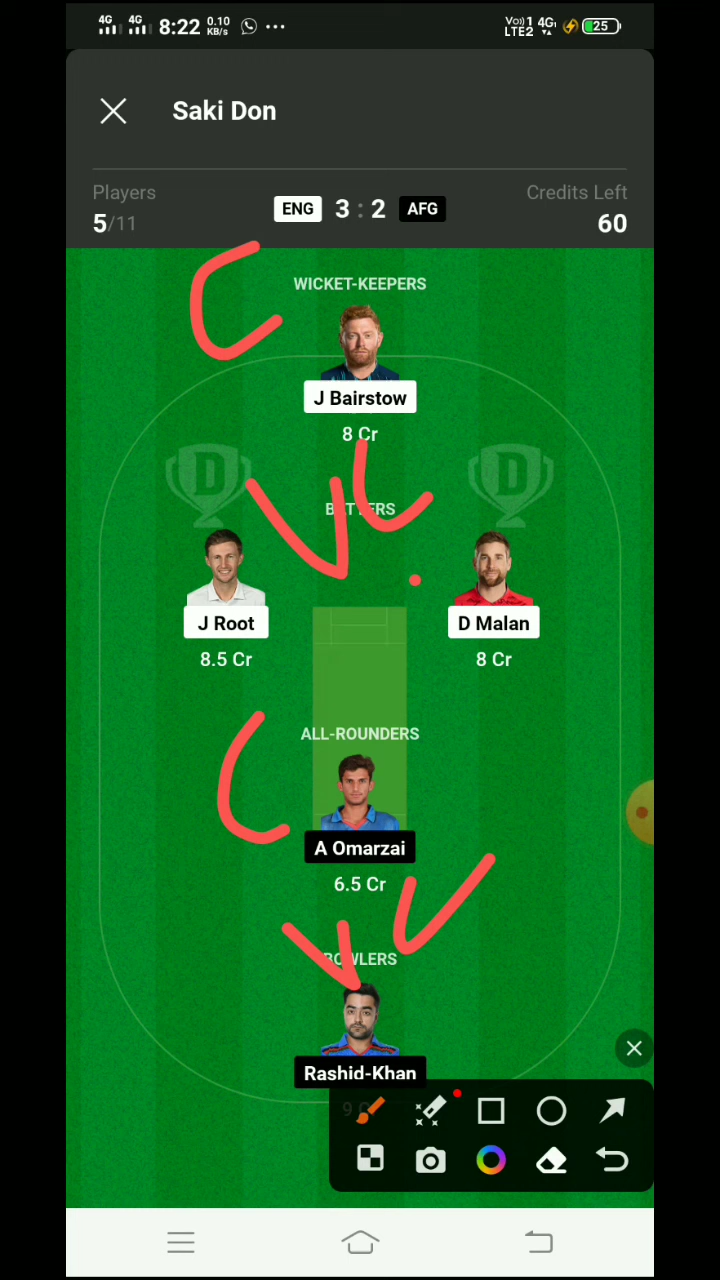 4G 4G 8:22 0.10 KB/s ... Vo) 1 LTE2 4G 25
Saki Don
Players Credits Left
5/11 ENG 3 : 2 AFG 60
C
WICKET-KEEPERS
J Bairstow
8 Cr
VC
D D
J Root D Malan
8.5 Cr 8 Cr
ALL-ROUNDERS
C
A Omarzai
6.5 Cr
VC
Rashid-Khan